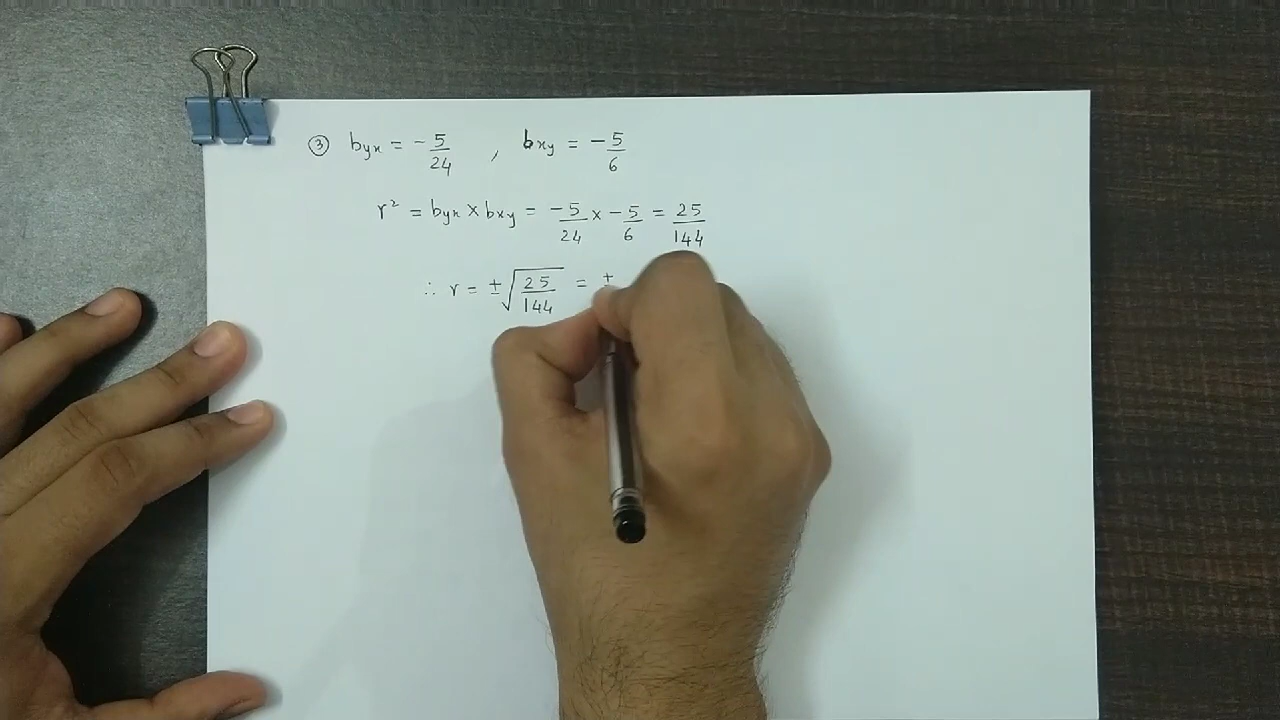 ③ byx = -5/24 , bxy = -5/6
r² = byx × bxy = -5/24 × -5/6 = 25/144
∴ r = ±√(25/144) = ±